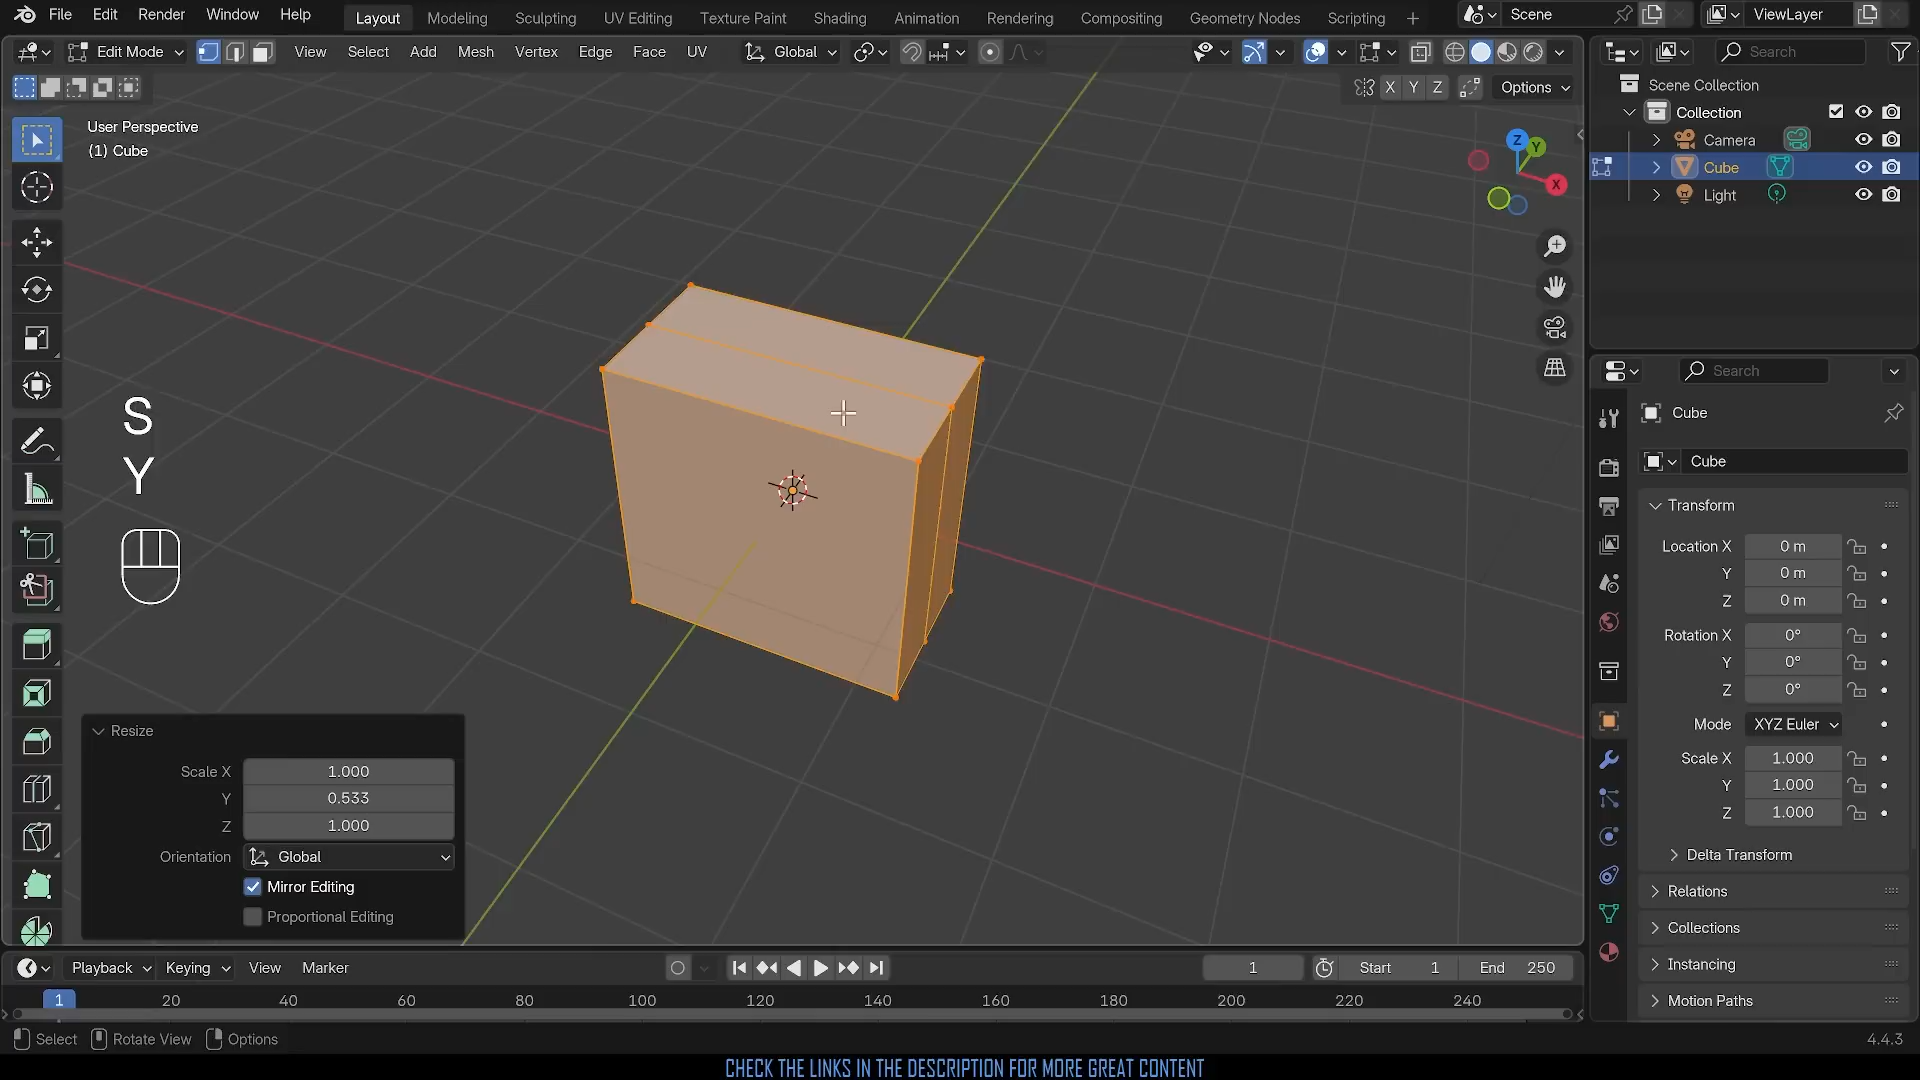 File Edit Render Window Help Layout Modeling Sculpting UV Editing Texture Paint Shading Animation Rendering Compositing Geometry Nodes Scripting + Scene ViewLayer
Edit Mode View Select Add Mesh Vertex Edge Face UV Global Search
X Y Z Options
User Perspective
(1) Cube
Z Y X
Scene Collection
Collection
Camera
Cube
Light
S
Y
Search
Cube
Cube
Transform
Location X 0 m
Y 0 m
Z 0 m
Rotation X 0°
Y 0°
Z 0°
Mode XYZ Euler
Scale X 1.000
Y 1.000
Z 1.000
Delta Transform
Relations
Collections
Instancing
Motion Paths
Resize
Scale X 1.000
Y 0.533
Z 1.000
Orientation Global
Mirror Editing
Proportional Editing
Playback Keying View Marker 1 Start 1 End 250
1 20 40 60 80 100 120 140 160 180 200 220 240
Select Rotate View Options 4.4.3
CHECK THE LINKS IN THE DESCRIPTION FOR MORE GREAT CONTENT